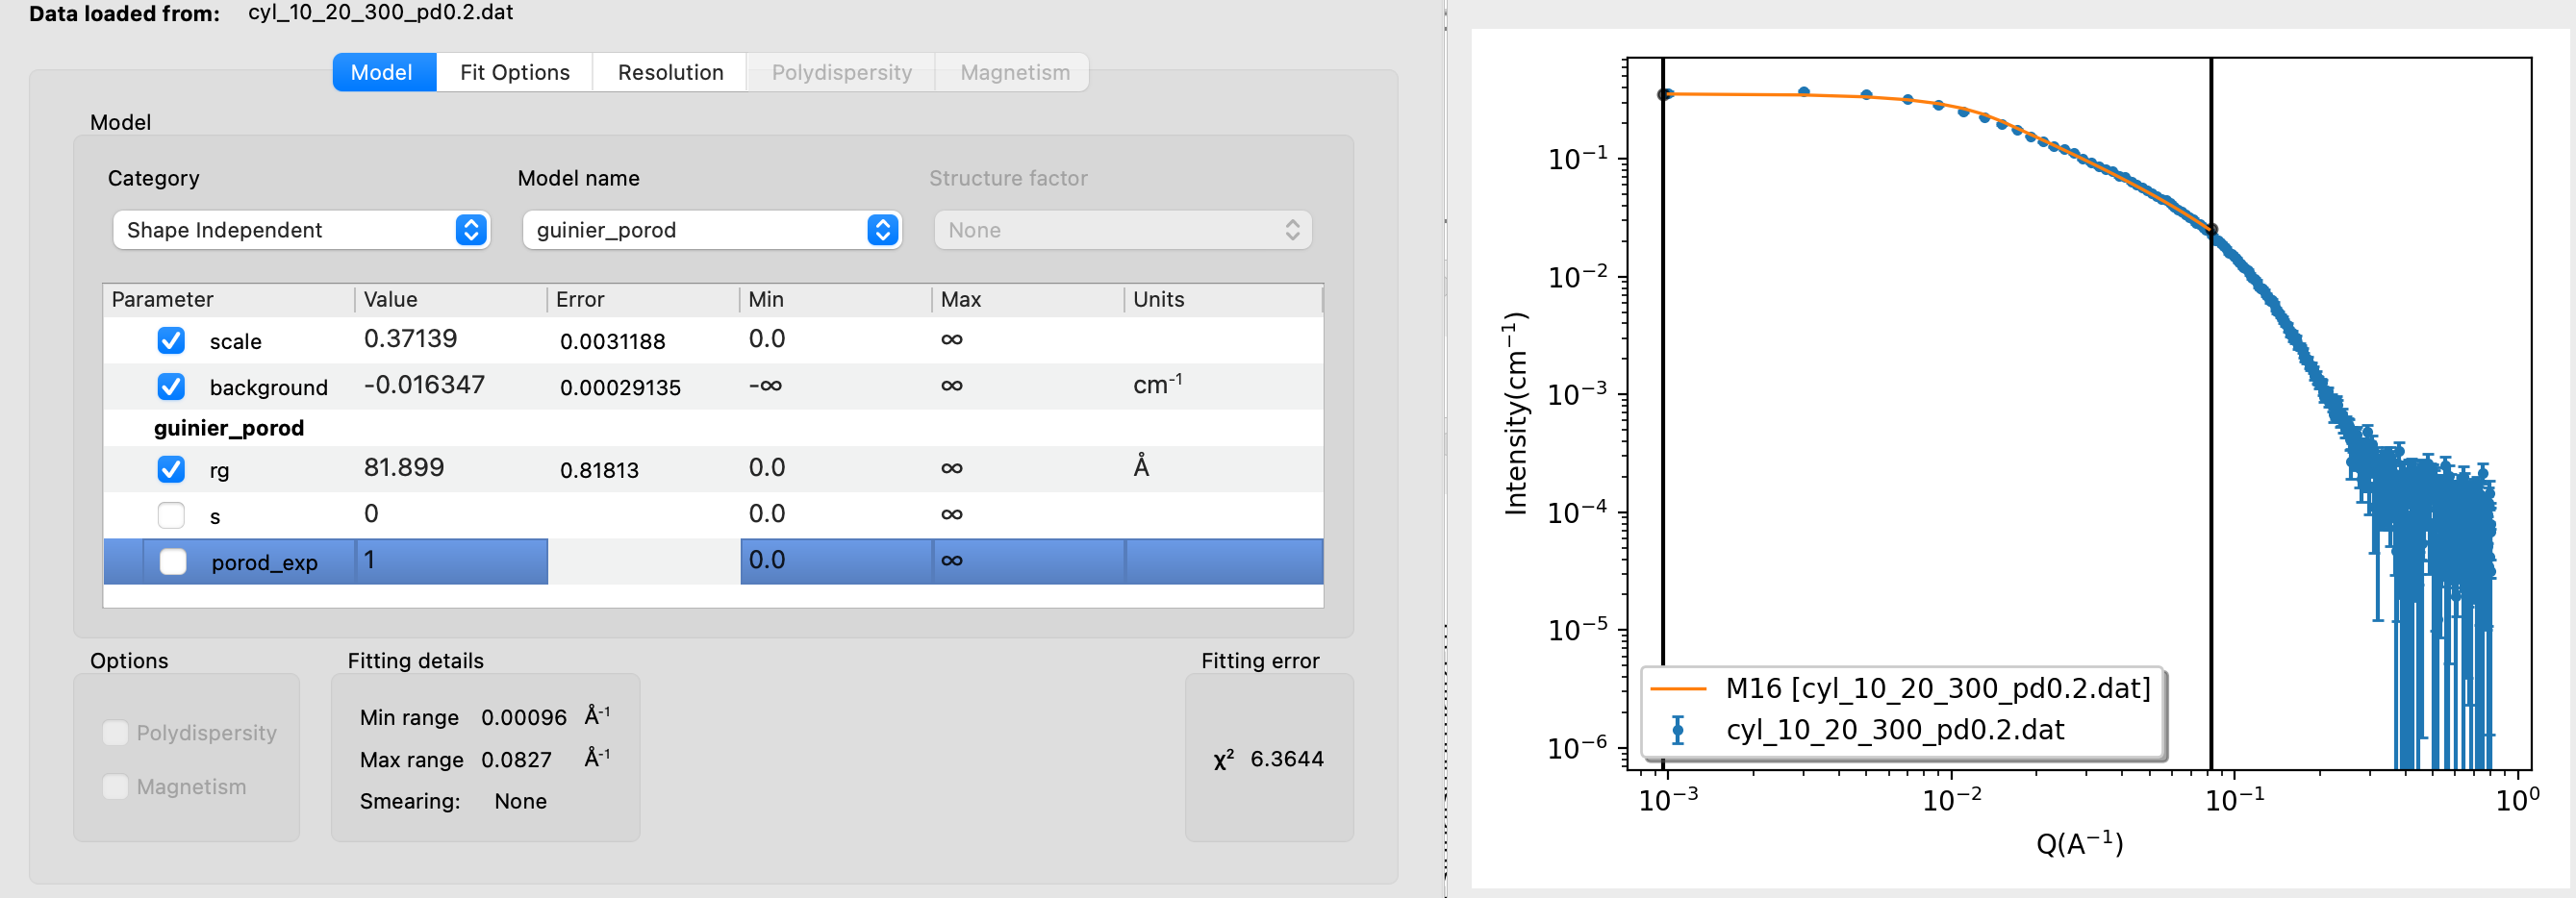 Data loaded from: cyl_10_20_300_pd0.2.dat
Model Fit Options Resolution Polydispersity Magnetism
Model
Category Model name Structure factor
Shape Independent guinier_porod None
Parameter Value Error Min Max Units
scale 0.37139 0.0031188 0.0 ∞
background -0.016347 0.00029135 -∞ ∞ cm⁻¹
guinier_porod
rg 81.899 0.81813 0.0 ∞ Å
s 0 0.0 ∞
porod_exp 1 0.0 ∞
Options Fitting details Fitting error
Polydispersity
Magnetism
Min range 0.00096 Å⁻¹
Max range 0.0827 Å⁻¹
Smearing: None
χ² 6.3644
Intensity(cm⁻¹)
10⁻¹
10⁻²
10⁻³
10⁻⁴
10⁻⁵
10⁻⁶
M16 [cyl_10_20_300_pd0.2.dat]
cyl_10_20_300_pd0.2.dat
10⁻³ 10⁻² 10⁻¹ 10⁰
Q(A⁻¹)